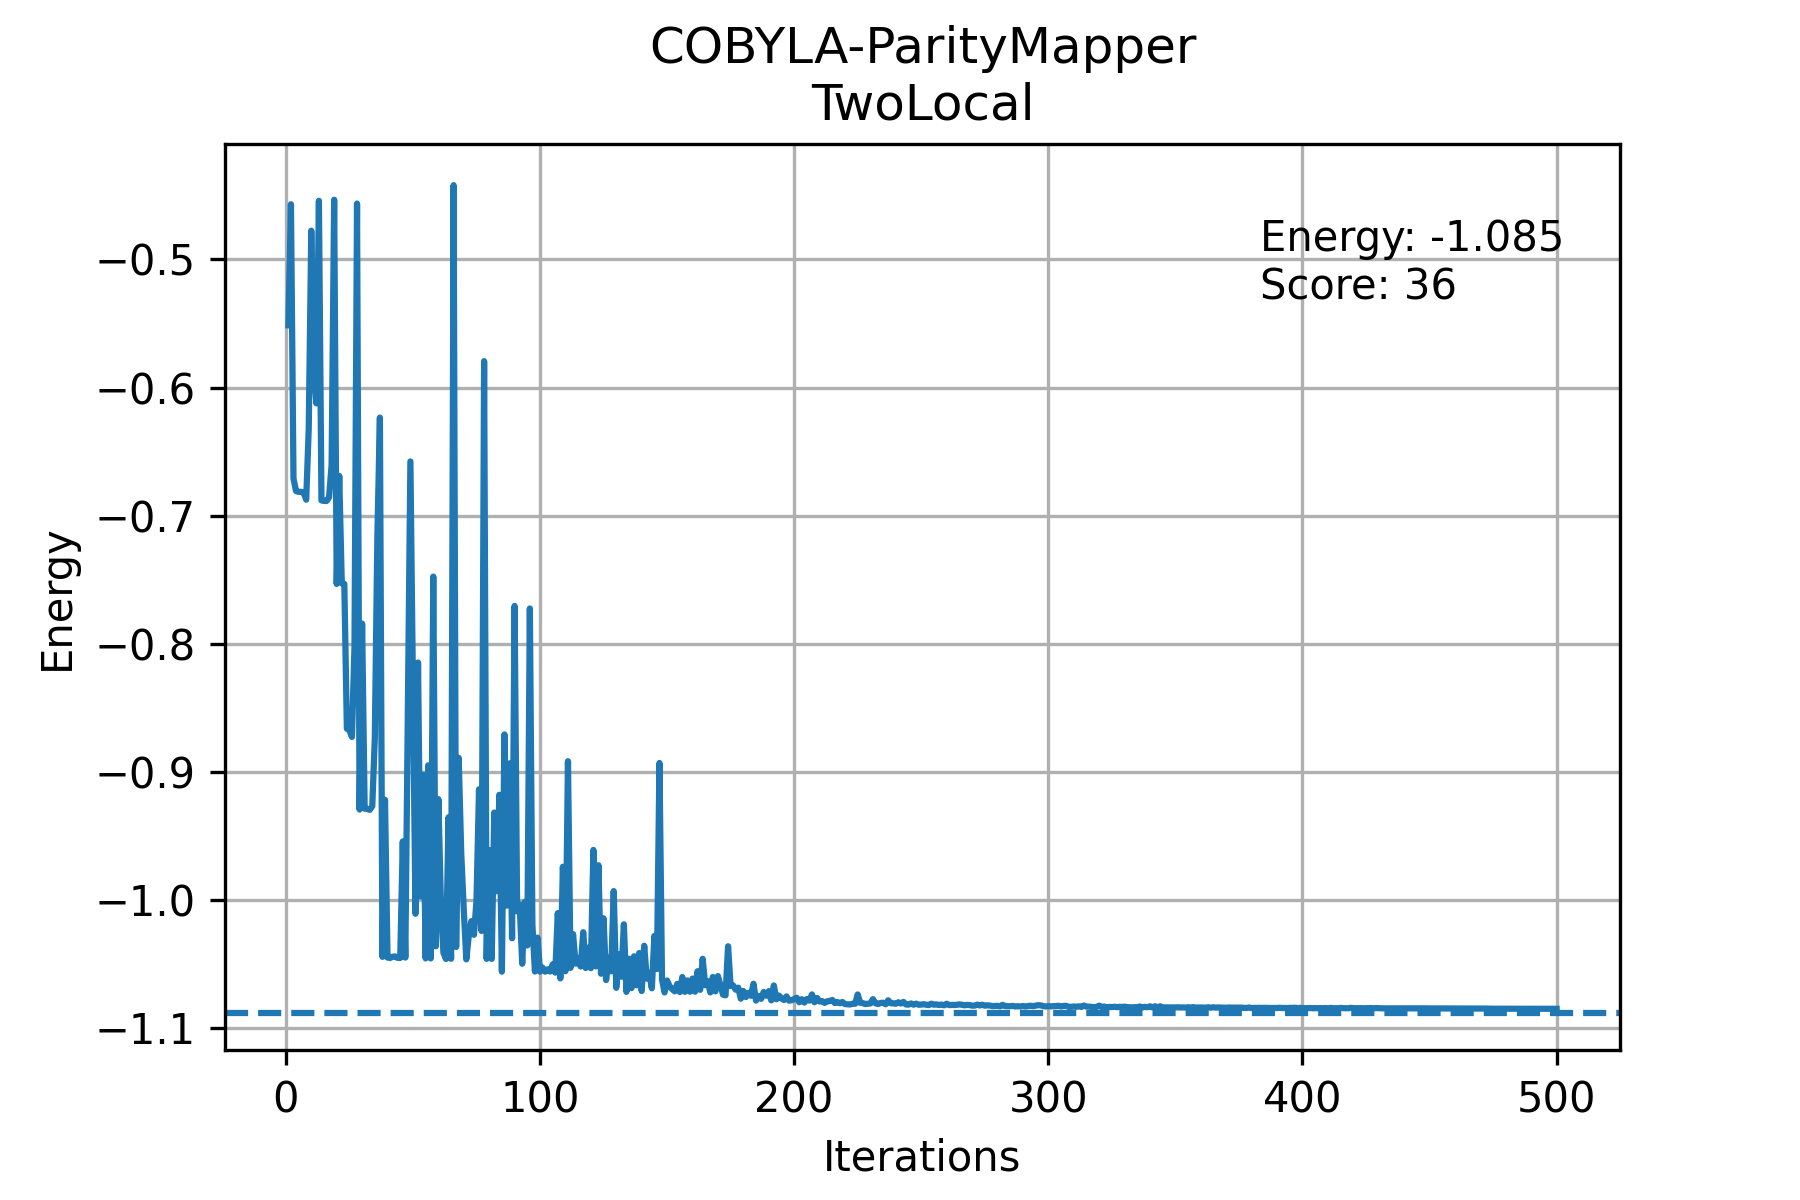 COBYLA-ParityMapper
TwoLocal
Energy: -1.085
Score: 36
Energy
−0.5
−0.6
−0.7
−0.8
−0.9
−1.0
−1.1
0 100 200 300 400 500
Iterations